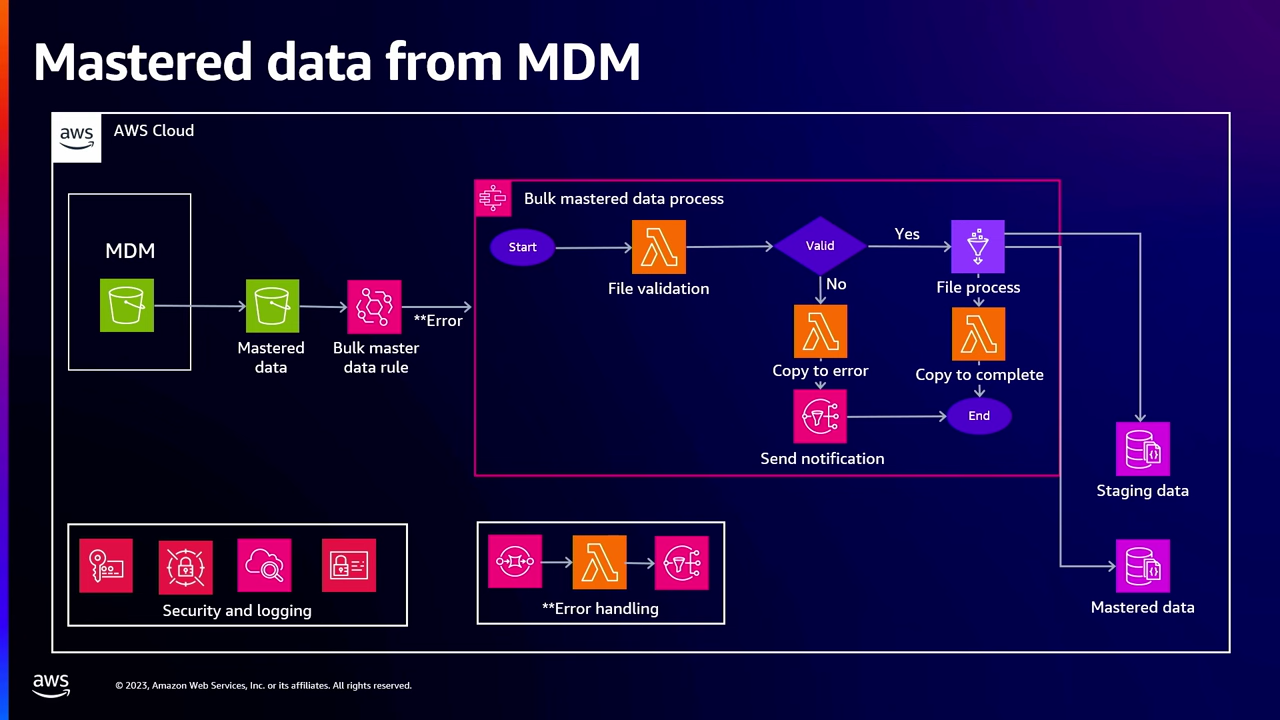 Mastered data from MDM
aws
AWS Cloud
Bulk mastered data process
MDM
Start
Valid
Yes
File validation
No
File process
**Error
Mastered
data
Bulk master
data rule
Copy to error
Copy to complete
End
Send notification
Staging data
Security and logging
**Error handling
Mastered data
aws
© 2023, Amazon Web Services, Inc. or its affiliates. All rights reserved.